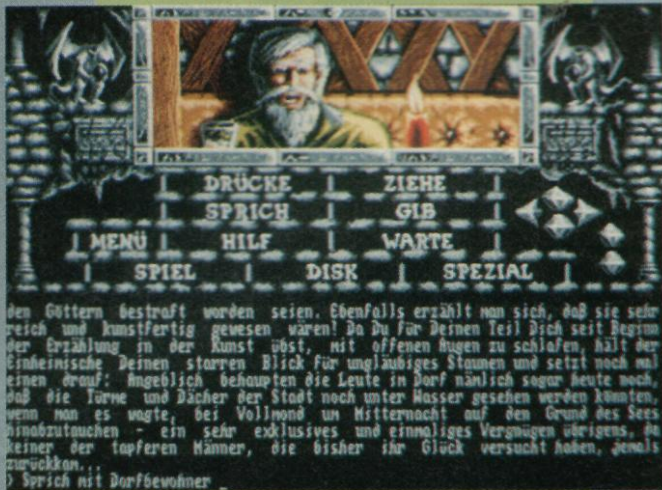 DRÜCKE ZIEHE
SPRICH GIB
MENÜ HILF WARTE
SPIEL DISK SPEZIAL
den Göttern bestraft worden seien. Ebenfalls erzählt man sich, daß sie sehr
reich und kunstfertig gewesen wären! Da Du für Deinen Teil Dich seit Beginn
der Erzählung in der Kunst übst, mit offenen Augen zu schlafen, hält der
Einheimische Deinen starren Blick für ungläubiges Staunen und setzt noch mal
einen drauf: Angeblich behaupten die Leute im Dorf nämlich sogar heute noch,
daß die Türme und Dächer der Stadt noch unter Wasser gesehen werden könnten,
wenn man es wagte, bei Vollmond um Mitternacht auf den Grund des Sees
hinabzutauchen - ein sehr exklusives und einmaliges Vergnügen übrigens, da
keiner der tapferen Männer, die bisher ihr Glück versucht haben, jemals
zurückkam...
> Sprich mit Dorfbewohner _